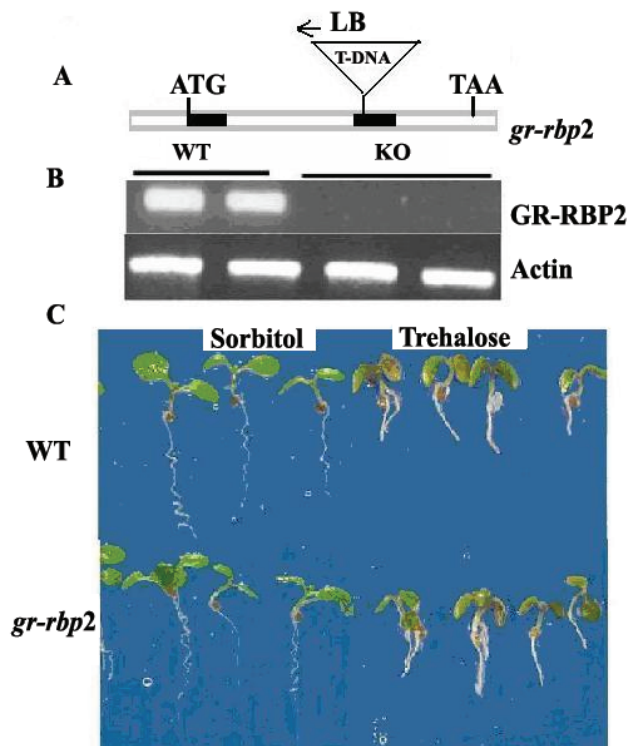 LB
A
T-DNA
ATG
TAA
gr-rbp2
WT
KO
B
GR-RBP2
Actin
C
Sorbitol
Trehalose
WT
gr-rbp2